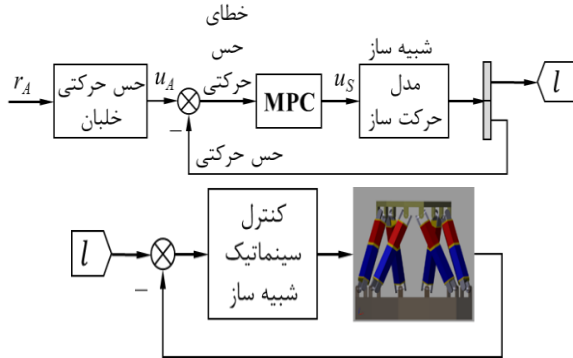 خطای
حس
حرکتی
شبیه ساز
r_A
حس حرکتی
خلبان
u_A
MPC
u_S
مدل
حرکت ساز
l
–
حس حرکتی
l
–
کنترل
سینماتیک
شبیه ساز